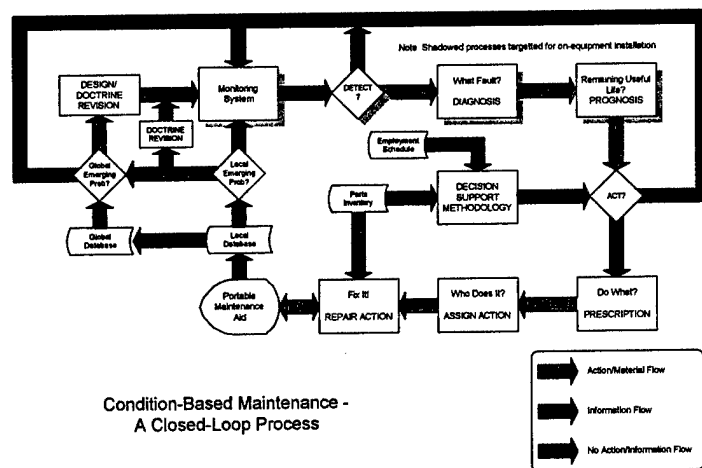 Note Shadowed processes targetted for on-equipment installation
DESIGN/
DOCTRINE
REVISION
Monitoring
System
DETECT
?
What Fault?
DIAGNOSIS
Remaining Useful
Life?
PROGNOSIS
DOCTRINE
REVISION
Employment
Schedule
Global
Emerging
Prob?
Local
Emerging
Prob?
Parts
Inventory
DECISION
SUPPORT
METHODOLOGY
ACT?
Global
Database
Local
Database
Portable
Maintenance
Aid
Fix It!
REPAIR ACTION
Who Does It?
ASSIGN ACTION
Do What?
PRESCRIPTION
Condition-Based Maintenance -
A Closed-Loop Process
Action/Material Flow
Information Flow
No Action/Information Flow